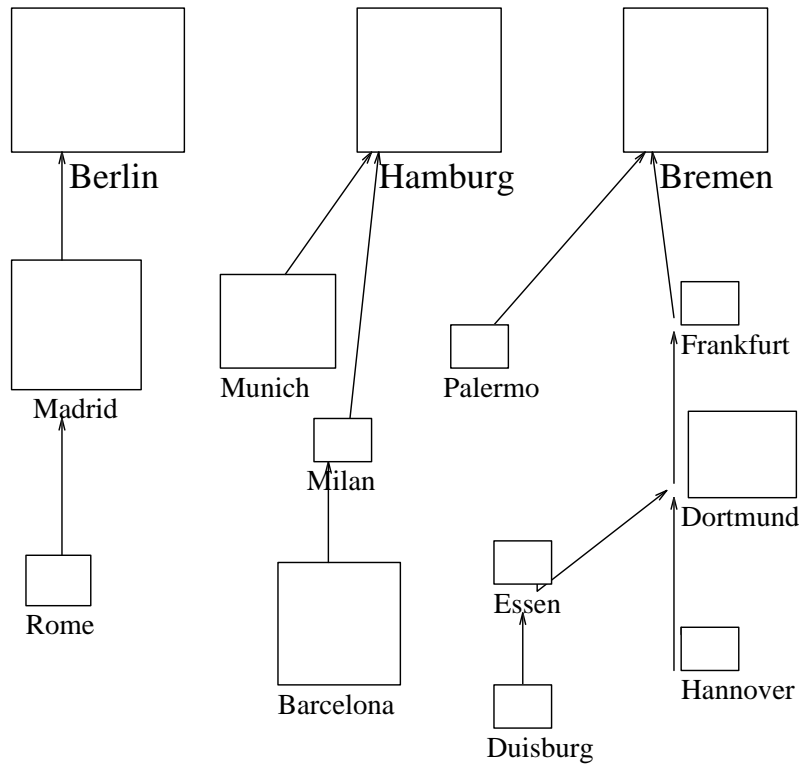 Berlin
Hamburg
Bremen
Frankfurt
Munich
Palermo
Madrid
Milan
Dortmund
Essen
Rome
Hannover
Barcelona
Duisburg